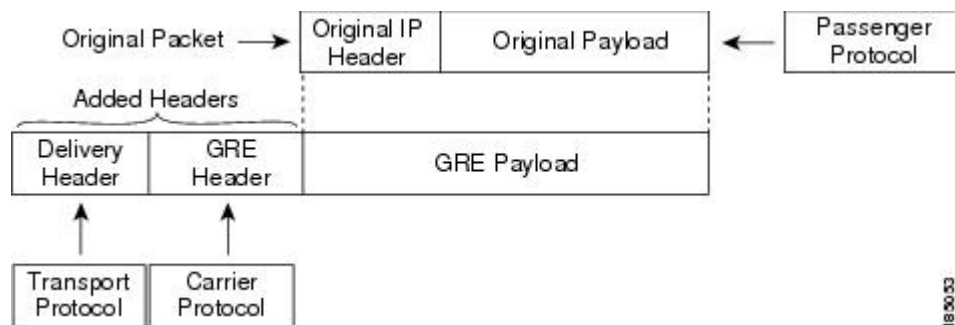 Original Packet
Original IP
Header
Original Payload
Passenger
Protocol
Added Headers
Delivery
Header
GRE
Header
GRE Payload
Transport
Protocol
Carrier
Protocol
185053